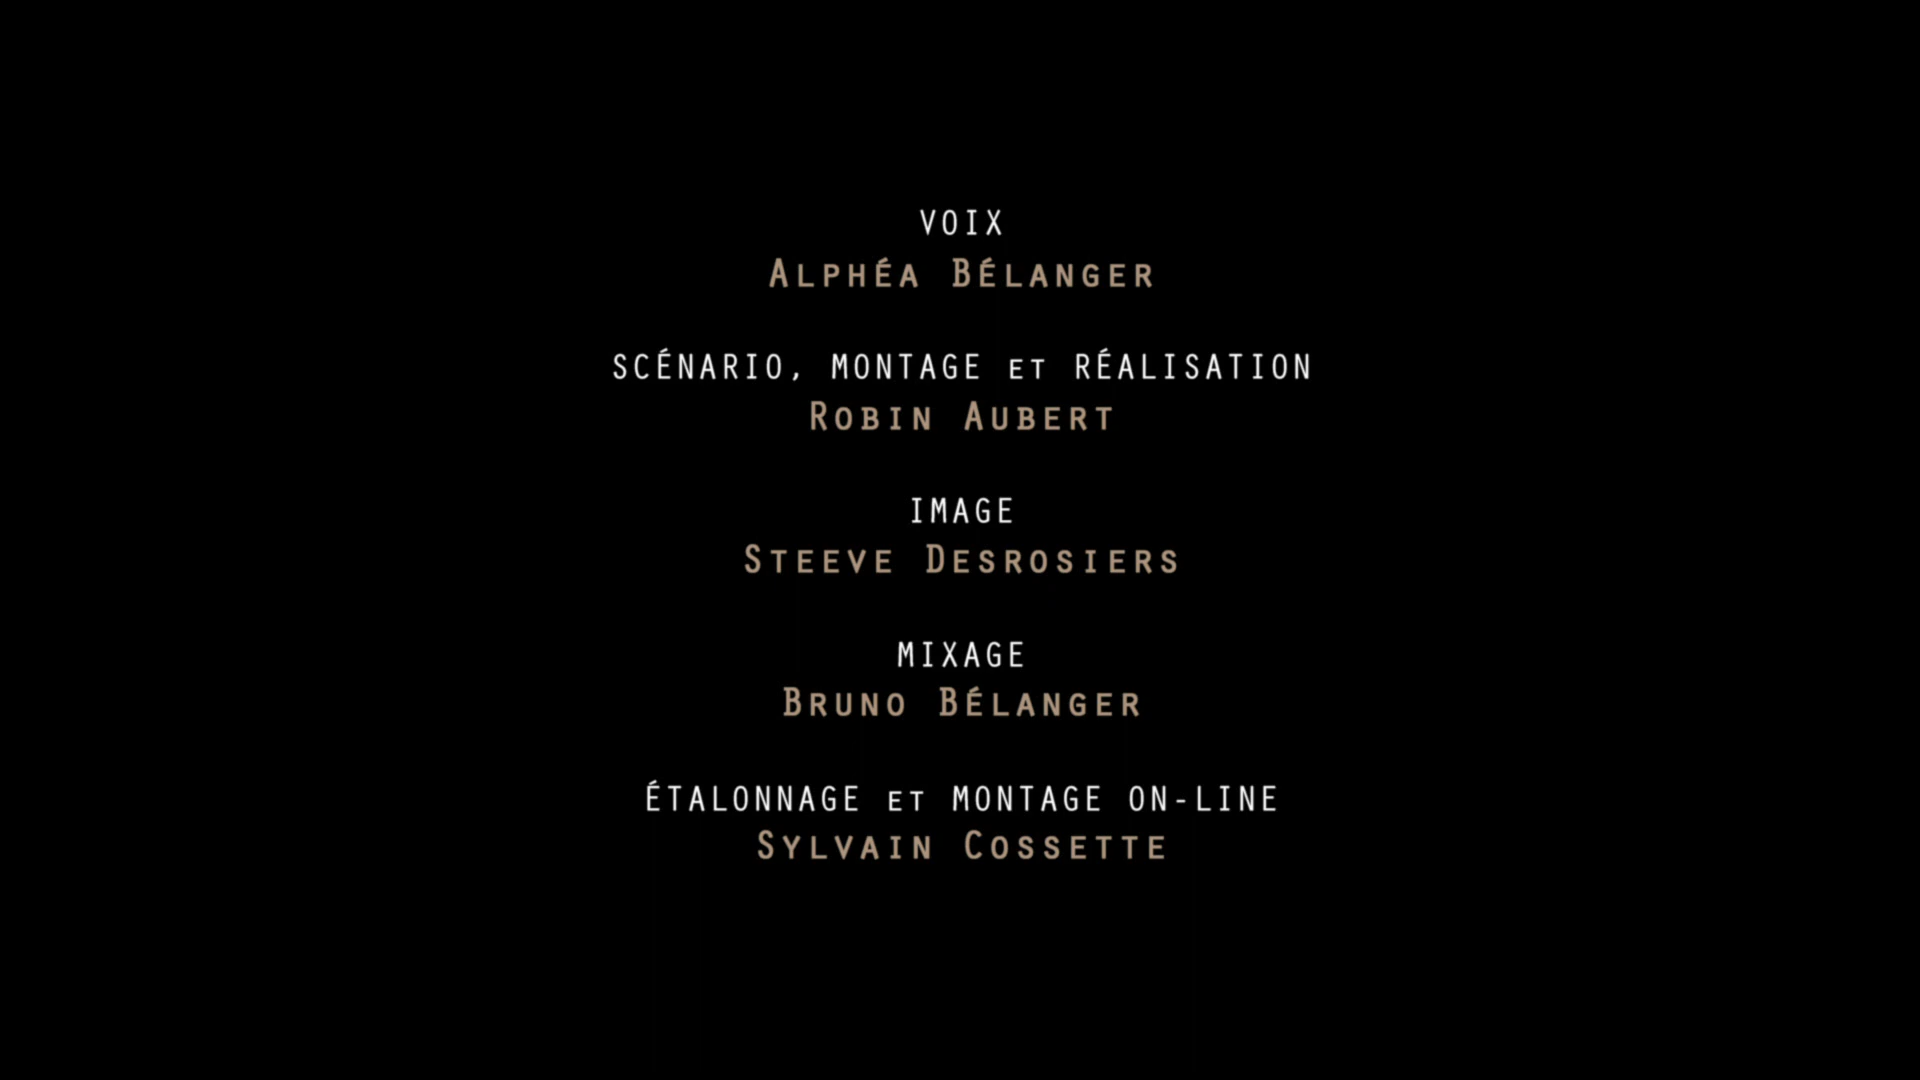 VOIX
ALPHÉA BÉLANGER
SCÉNARIO, MONTAGE ET RÉALISATION
ROBIN AUBERT
IMAGE
STEEVE DESROSIERS
MIXAGE
BRUNO BÉLANGER
ÉTALONNAGE ET MONTAGE ON-LINE
SYLVAIN COSSETTE